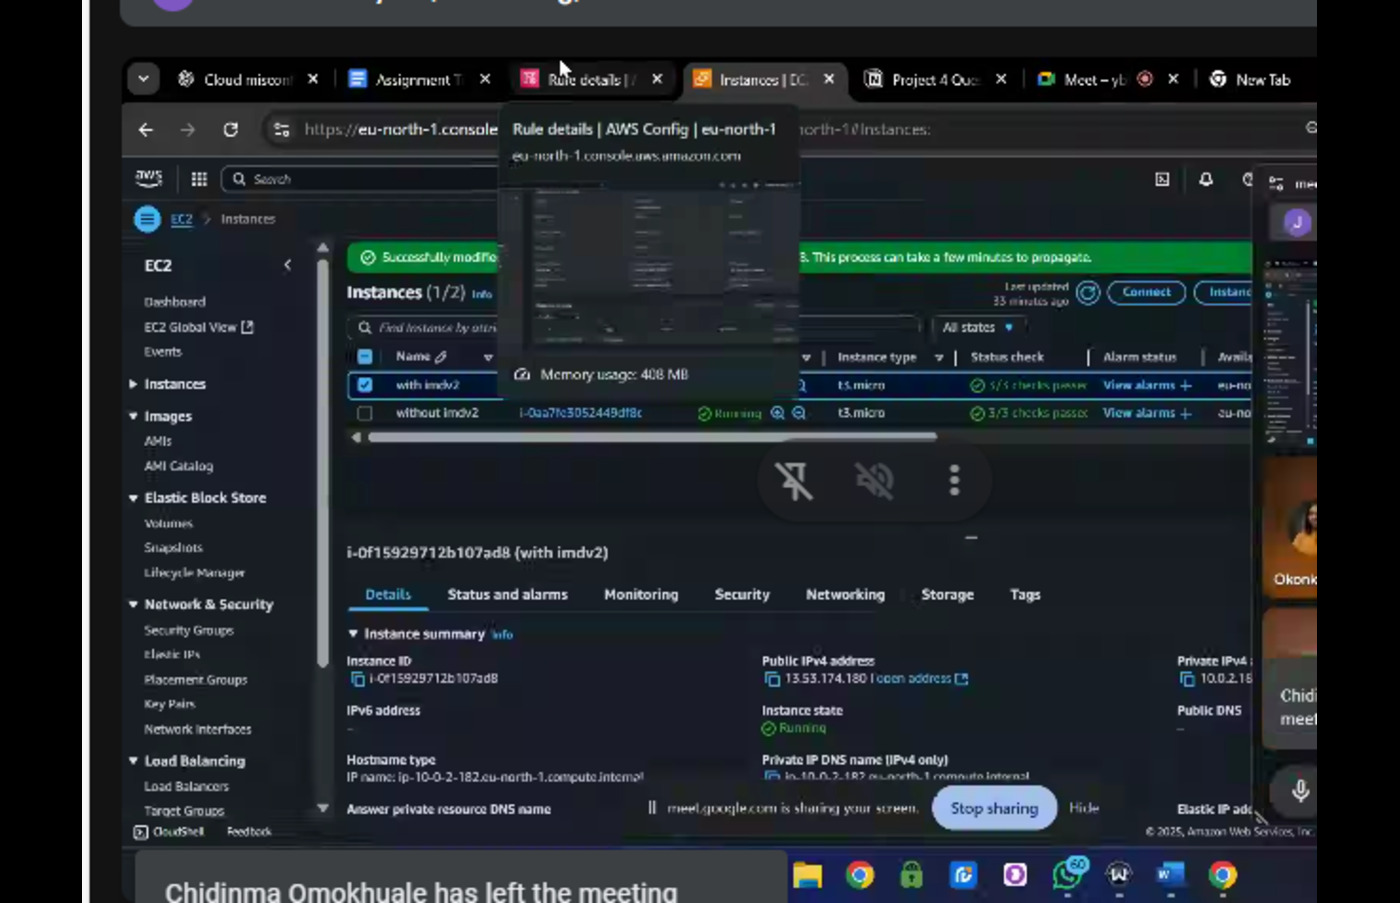 Cloud miscon
Assignment T
Rule details | /
Instances | EC
Project 4 Que
Meet – yb
New Tab
https://eu-north-1.console
north-1#Instances:
Rule details | AWS Config | eu-north-1
eu-north-1.console.aws.amazon.com
Memory usage: 408 MB
aws
Search
EC2 > Instances
EC2
Dashboard
EC2 Global View
Events
Instances
Images
AMIs
AMI Catalog
Elastic Block Store
Volumes
Snapshots
Lifecycle Manager
Network & Security
Security Groups
Elastic IPs
Placement Groups
Key Pairs
Network Interfaces
Load Balancing
Load Balancers
Target Groups
CloudShell Feedback
Successfully modifie
8. This process can take a few minutes to propagate.
Instances (1/2) Info
Last updated
33 minutes ago
Connect
Instanc
Find Instance by attri
All states
Name
Instance type
Status check
Alarm status
Availa
with imdv2
t3.micro
3/3 checks passec
View alarms +
eu-no
without imdv2
i-0aa7fe3052449df8c
Running
t3.micro
3/3 checks passec
View alarms +
eu-no
i-0f15929712b107ad8 (with imdv2)
Details
Status and alarms
Monitoring
Security
Networking
Storage
Tags
Instance summary Info
Instance ID
i-0f15929712b107ad8
Public IPv4 address
13.53.174.180 | open address
Private IPv4
10.0.2.18
IPv6 address
–
Instance state
Running
Public DNS
–
Hostname type
IP name: ip-10-0-2-182.eu-north-1.compute.internal
Private IP DNS name (IPv4 only)
ip-10-0-2-182.eu-north-1.compute.internal
Answer private resource DNS name
Elastic IP add
meet.google.com is sharing your screen.
Stop sharing
Hide
© 2025, Amazon Web Services, Inc.
mee
J
Okonk
Chidi
meet
60
W
Chidinma Omokhuale has left the meeting